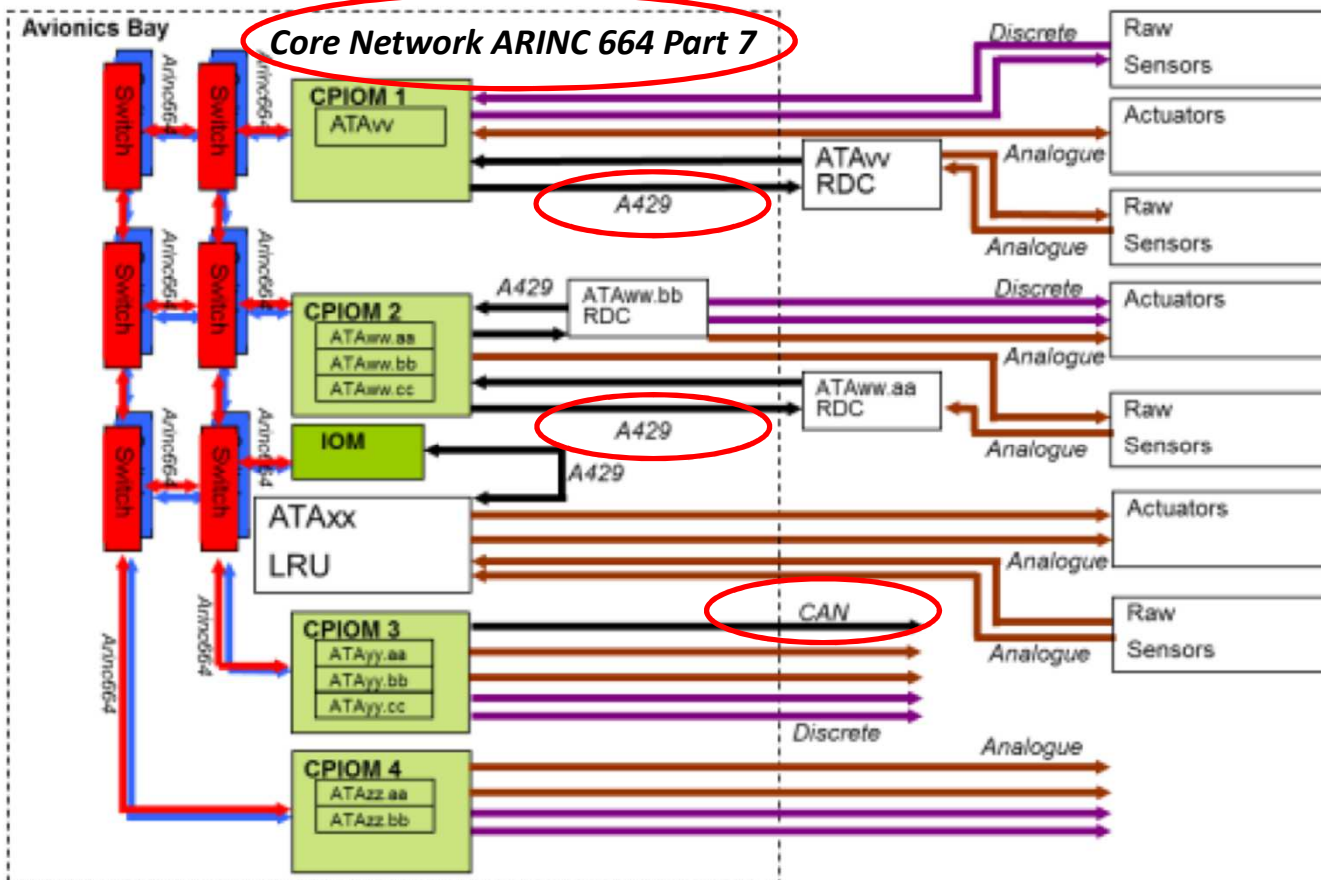 Avionics Bay
Core Network ARINC 664 Part 7
Discrete
Raw
Sensors
Switch
Arinc664
Switch
Arinc664
CPIOM 1
ATAvv
Actuators
Analogue
ATAvv
RDC
A429
Raw
Sensors
Analogue
Switch
Arinc664
Switch
Arinc664
CPIOM 2
ATAww.aa
ATAww.bb
ATAww.cc
A429
ATAww.bb
RDC
Discrete
Actuators
Analogue
ATAww.aa
RDC
A429
Raw
Sensors
Analogue
Switch
Arinc664
Switch
Arinc664
IOM
A429
ATAxx
LRU
Actuators
Analogue
Raw
Sensors
Analogue
Arinc664
Arinc664
CPIOM 3
ATAyy.aa
ATAyy.bb
ATAyy.cc
CAN
Discrete
Analogue
CPIOM 4
ATAzz.aa
ATAzz.bb